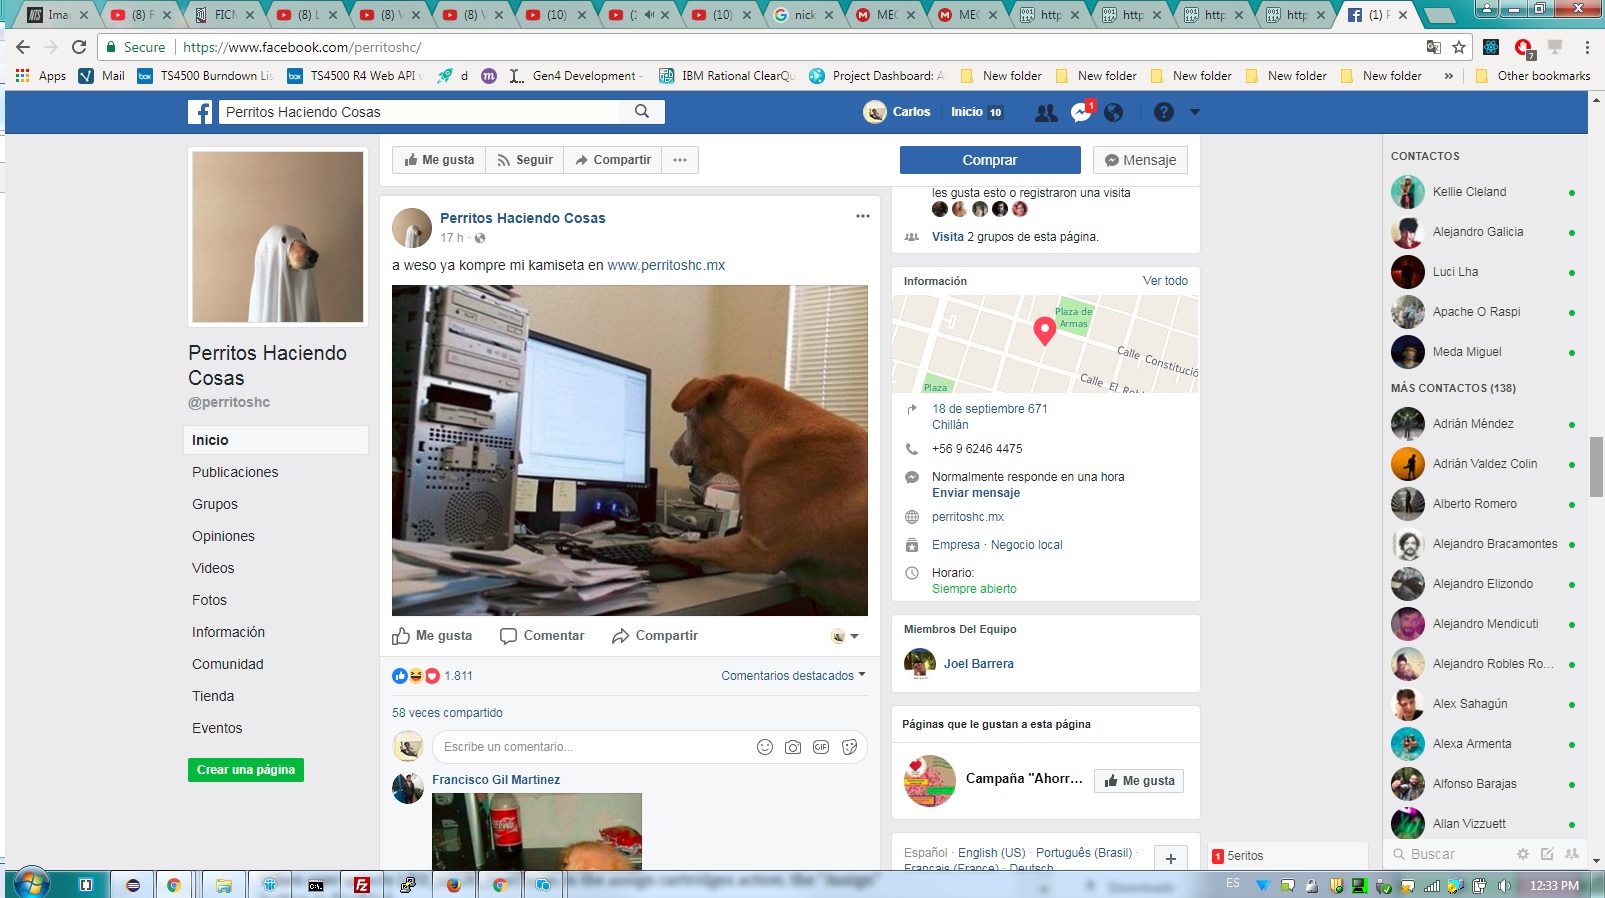 Imag
(8) F
FICM
(8) L
(8) V
(8) V
(10)
(1
(10)
nick
MEG
MEG
http
http
http
http
(1) F
Secure
https://www.facebook.com/perritoshc/
Apps
Mail
TS4500 Burndown Lis
TS4500 R4 Web API v
d
Gen4 Development -
IBM Rational ClearQu
Project Dashboard: A
New folder
New folder
New folder
New folder
New folder
»
Other bookmarks
Perritos Haciendo Cosas
Carlos
Inicio 10
1
Me gusta
Seguir
Compartir
Comprar
Mensaje
Perritos Haciendo
Cosas
@perritoshc
Inicio
Publicaciones
Grupos
Opiniones
Videos
Fotos
Información
Comunidad
Tienda
Eventos
Crear una página
Perritos Haciendo Cosas
17 h ·
a weso ya kompre mi kamiseta en www.perritoshc.mx
Me gusta
Comentar
Compartir
1.811
Comentarios destacados
58 veces compartido
Escribe un comentario...
GIF
Francisco Gil Martinez
les gusta esto o registraron una visita
Visita 2 grupos de esta página.
Información
Ver todo
Plaza de
Armas
Calle Constitució
Calle El Rob
Plaza
18 de septiembre 671
Chillán
+56 9 6246 4475
Normalmente responde en una hora
Enviar mensaje
perritoshc.mx
Empresa · Negocio local
Horario:
Siempre abierto
Miembros Del Equipo
Joel Barrera
Páginas que le gustan a esta página
Campaña "Ahorr...
Me gusta
Español · English (US) · Português (Brasil) ·
Français (France) · Deutsch
CONTACTOS
Kellie Cleland
Alejandro Galicia
Luci Lha
Apache O Raspi
Meda Miguel
MÁS CONTACTOS (138)
Adrián Méndez
Adrián Valdez Colin
Alberto Romero
Alejandro Bracamontes
Alejandro Elizondo
Alejandro Mendicuti
Alejandro Robles Ro...
Alex Sahagún
Alexa Armenta
Alfonso Barajas
Allan Vizzuett
Buscar
1 5eritos
ES
12:33 PM